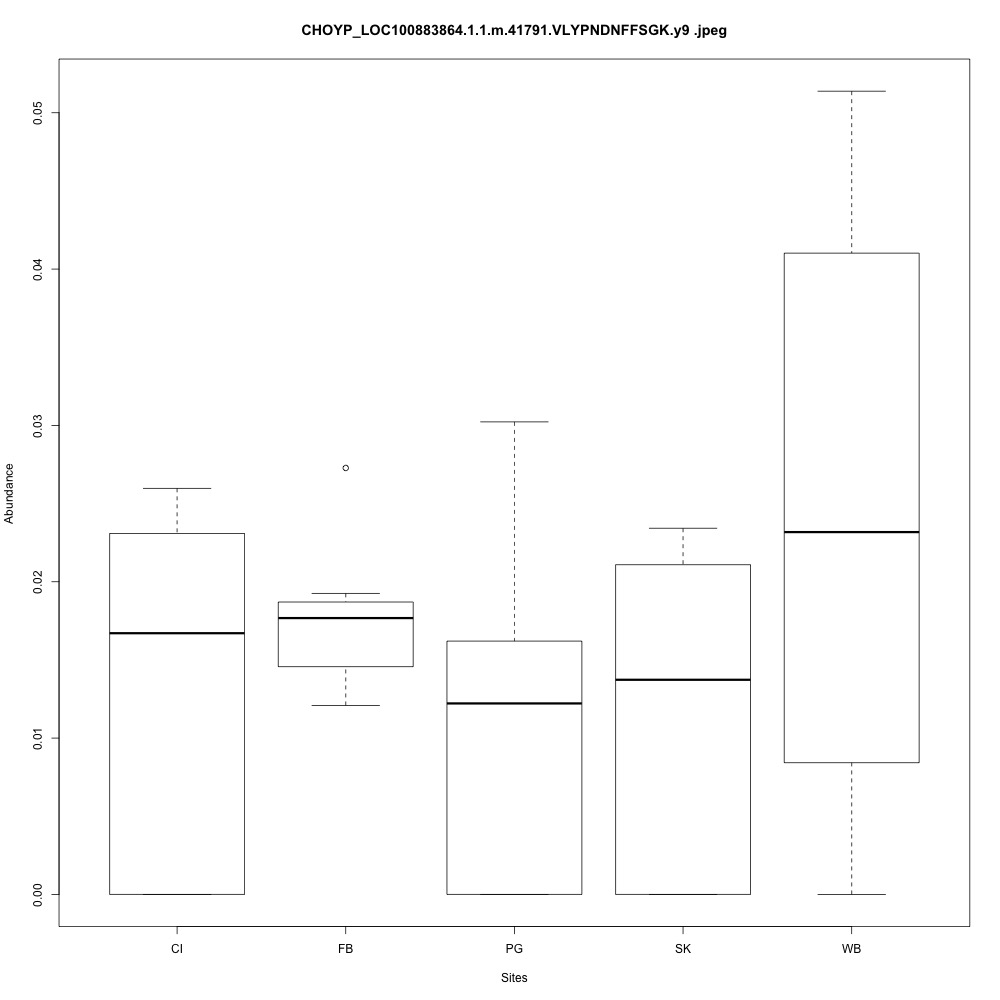 CHOYP_LOC100883864.1.1.m.41791.VLYPNDNFFSGK.y9 .jpeg
0.05
0.04
0.03
0.02
0.01
0.00
Abundance
CI FB PG SK WB
Sites